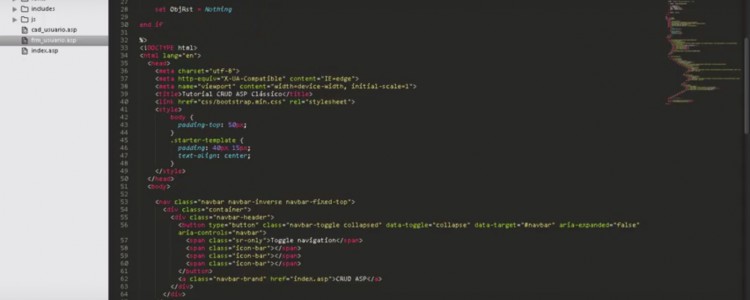 includes
js
cad_usuario.asp
frm_usuario.asp
index.asp
27
28 set ObjRst = Nothing
29
30 end if
31
32 %>
33 <!DOCTYPE html>
34 <html lang="en">
35 <head>
36 <meta charset="utf-8">
37 <meta http-equiv="X-UA-Compatible" content="IE=edge">
38 <meta name="viewport" content="width=device-width, initial-scale=1">
39 <title>Tutorial CRUD ASP Clássico</title>
40 <link href="css/bootstrap.min.css" rel="stylesheet">
41 <style>
42 body {
43 padding-top: 50px;
44 }
45 .starter-template {
46 padding: 40px 15px;
47 text-align: center;
48 }
49 </style>
50 </head>
51 <body>
52
53 <nav class="navbar navbar-inverse navbar-fixed-top">
54 <div class="container">
55 <div class="navbar-header">
56 <button type="button" class="navbar-toggle collapsed" data-toggle="collapse" data-target="#navbar" aria-expanded="false"
aria-controls="navbar">
57 <span class="sr-only">Toggle navigation</span>
58 <span class="icon-bar"></span>
59 <span class="icon-bar"></span>
60 <span class="icon-bar"></span>
61 </button>
62 <a class="navbar-brand" href="index.asp">CRUD ASP</a>
63 </div>
64 </div>